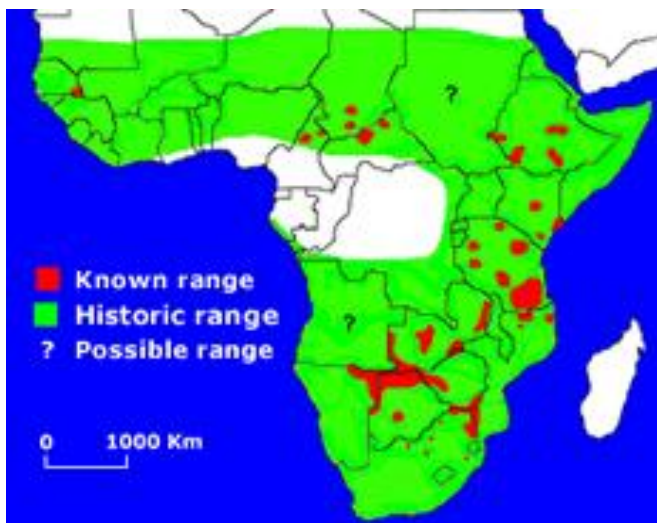 ?
Known range
Historic range
?
? Possible range
0 1000 Km